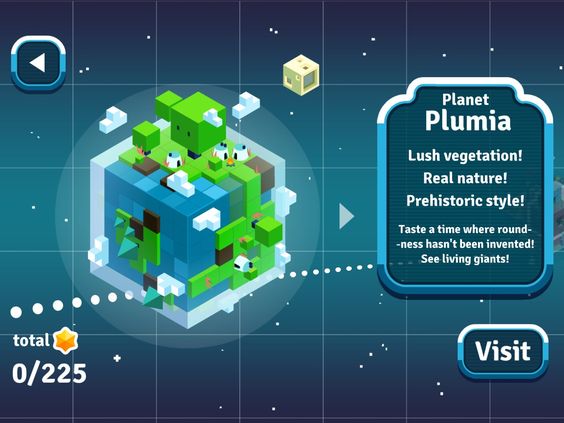 Planet
Plumia
Lush vegetation!
Real nature!
Prehistoric style!
Taste a time where round-
-ness hasn't been invented!
See living giants!
total
0/225
Visit